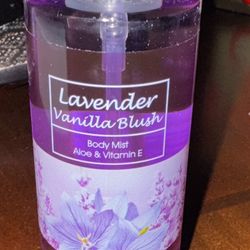 Lavender
Vanilla Blush
Body Mist
Aloe & Vitamin E